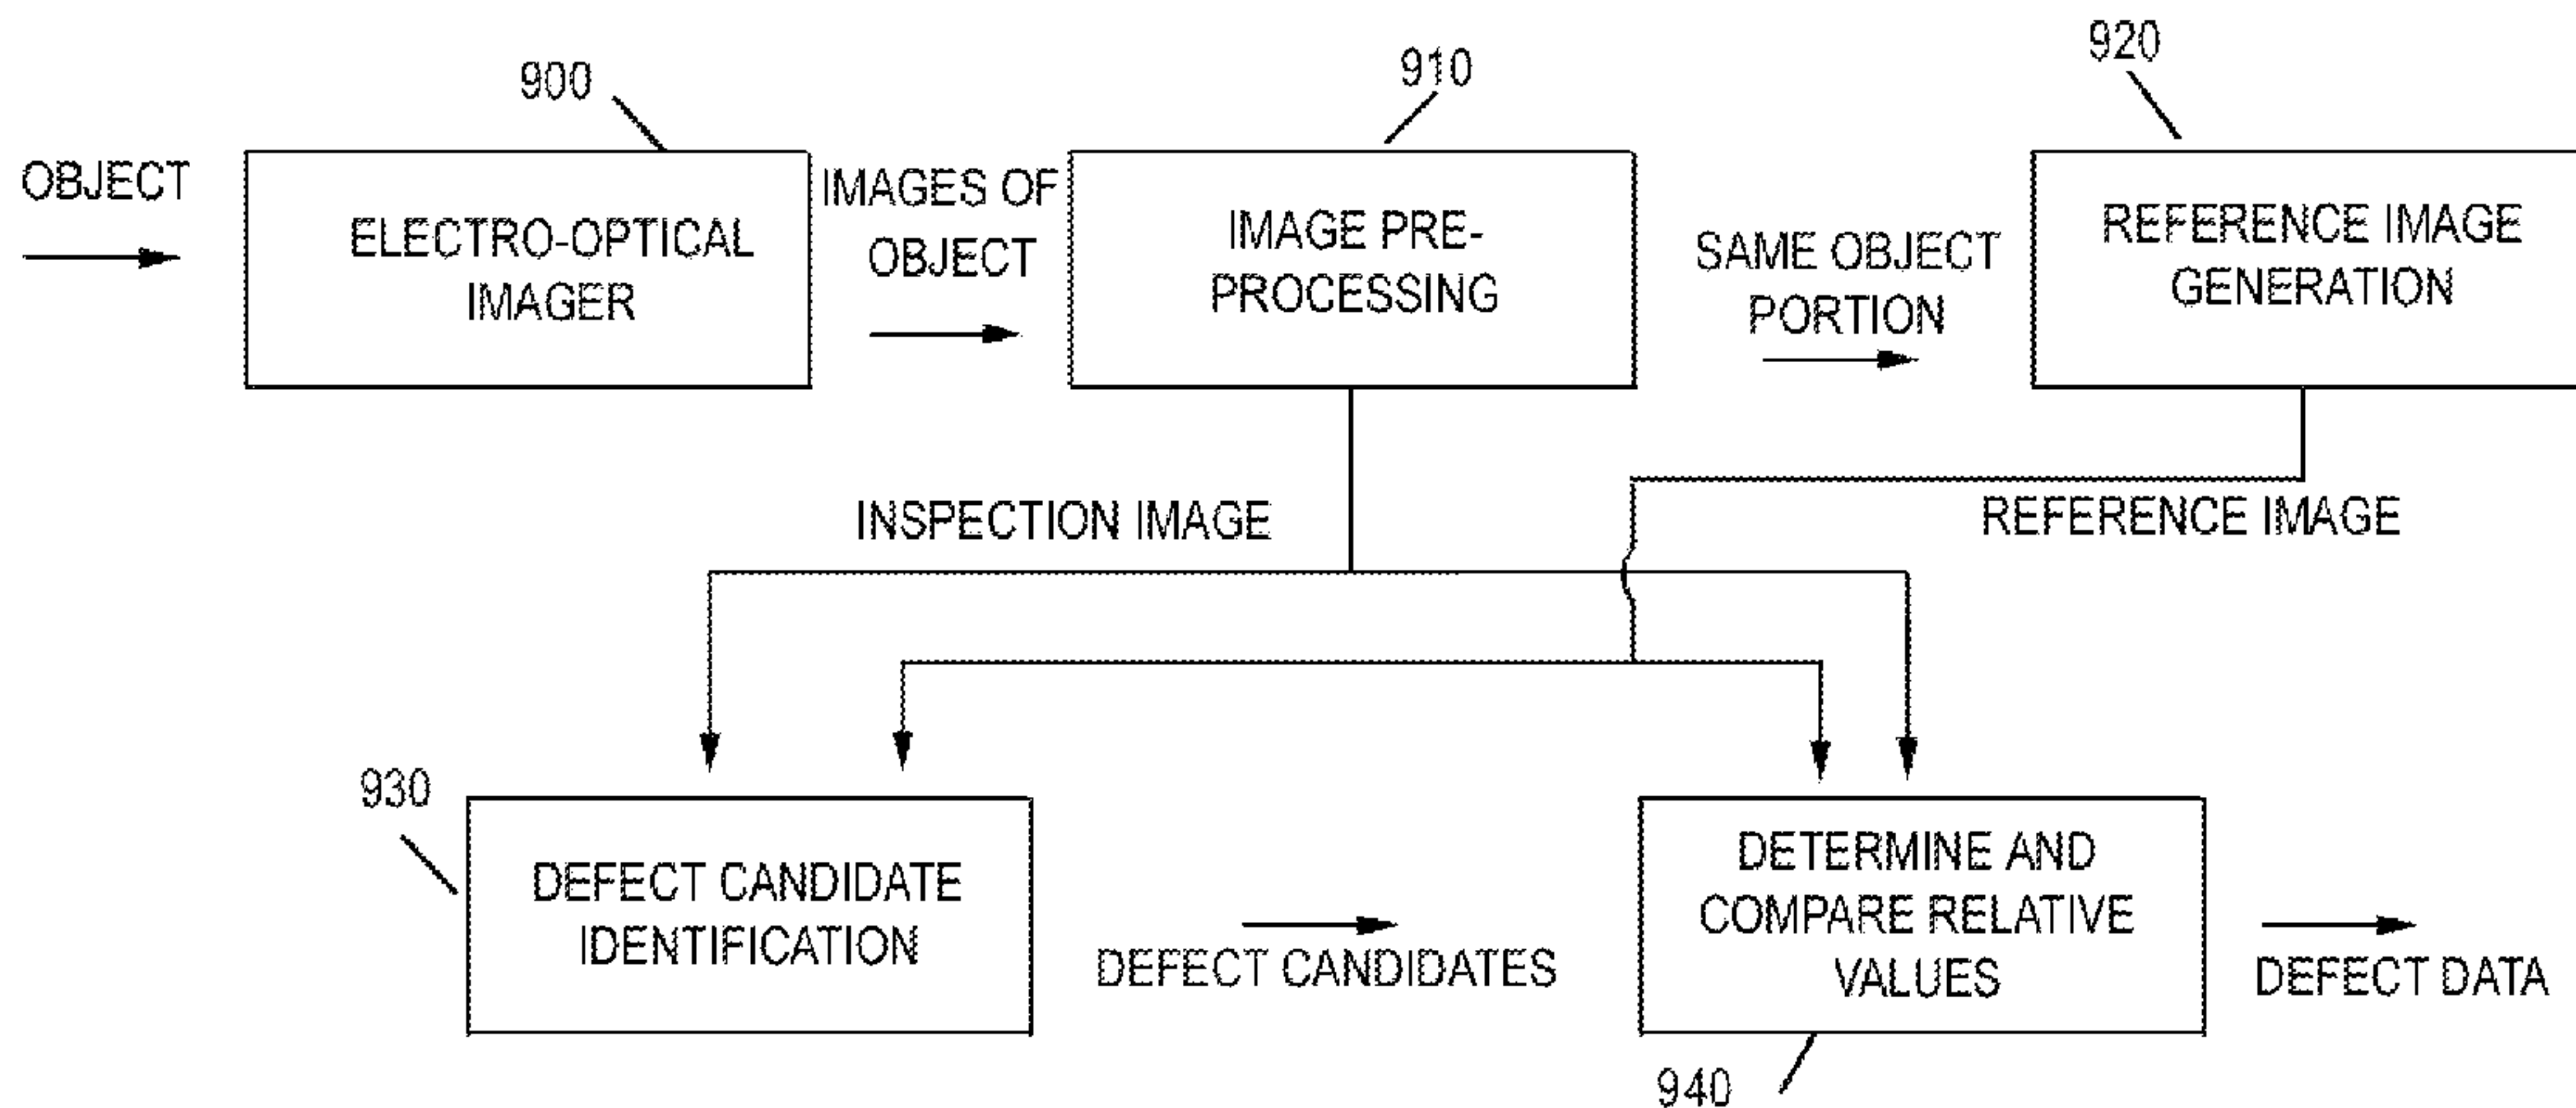 900
910
920
OBJECT
ELECTRO-OPTICAL
IMAGER
IMAGES OF
OBJECT
IMAGE PRE-
PROCESSING
SAME OBJECT
PORTION
REFERENCE IMAGE
GENERATION
INSPECTION IMAGE
REFERENCE IMAGE
930
DEFECT CANDIDATE
IDENTIFICATION
DEFECT CANDIDATES
DETERMINE AND
COMPARE RELATIVE
VALUES
DEFECT DATA
940